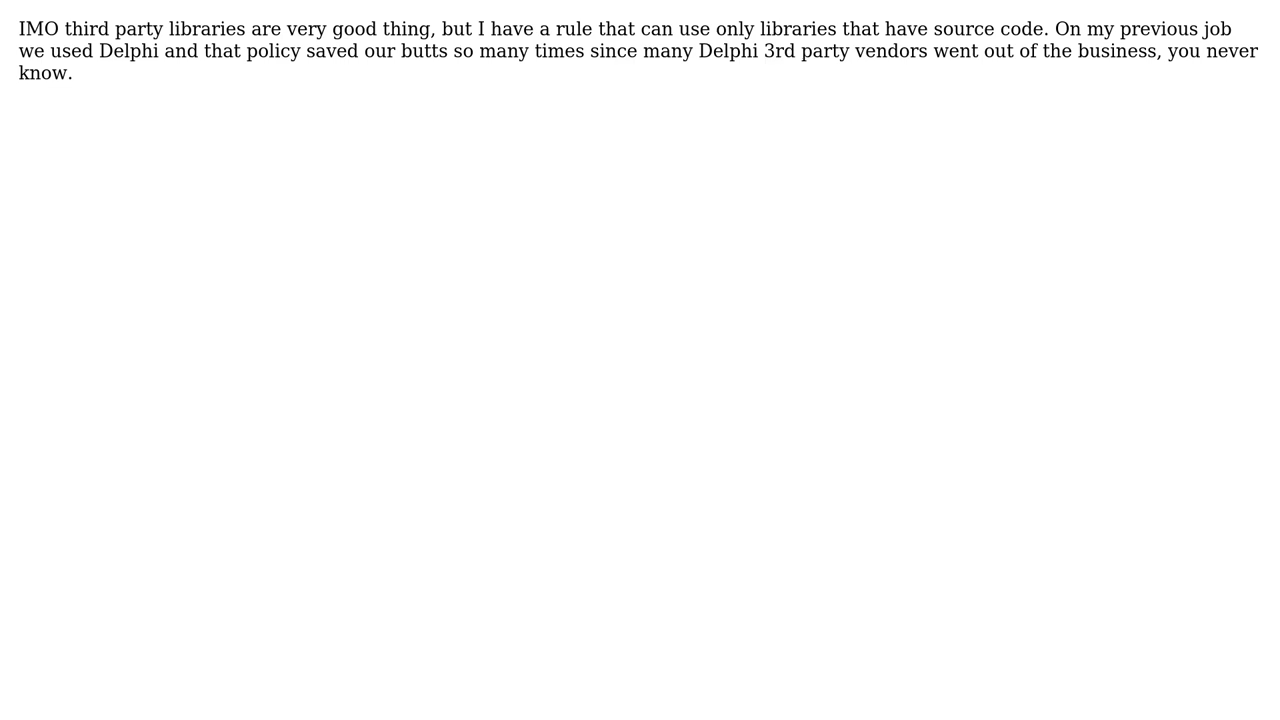 IMO third party libraries are very good thing, but I have a rule that can use only libraries that have source code. On my previous job
we used Delphi and that policy saved our butts so many times since many Delphi 3rd party vendors went out of the business, you never
know.